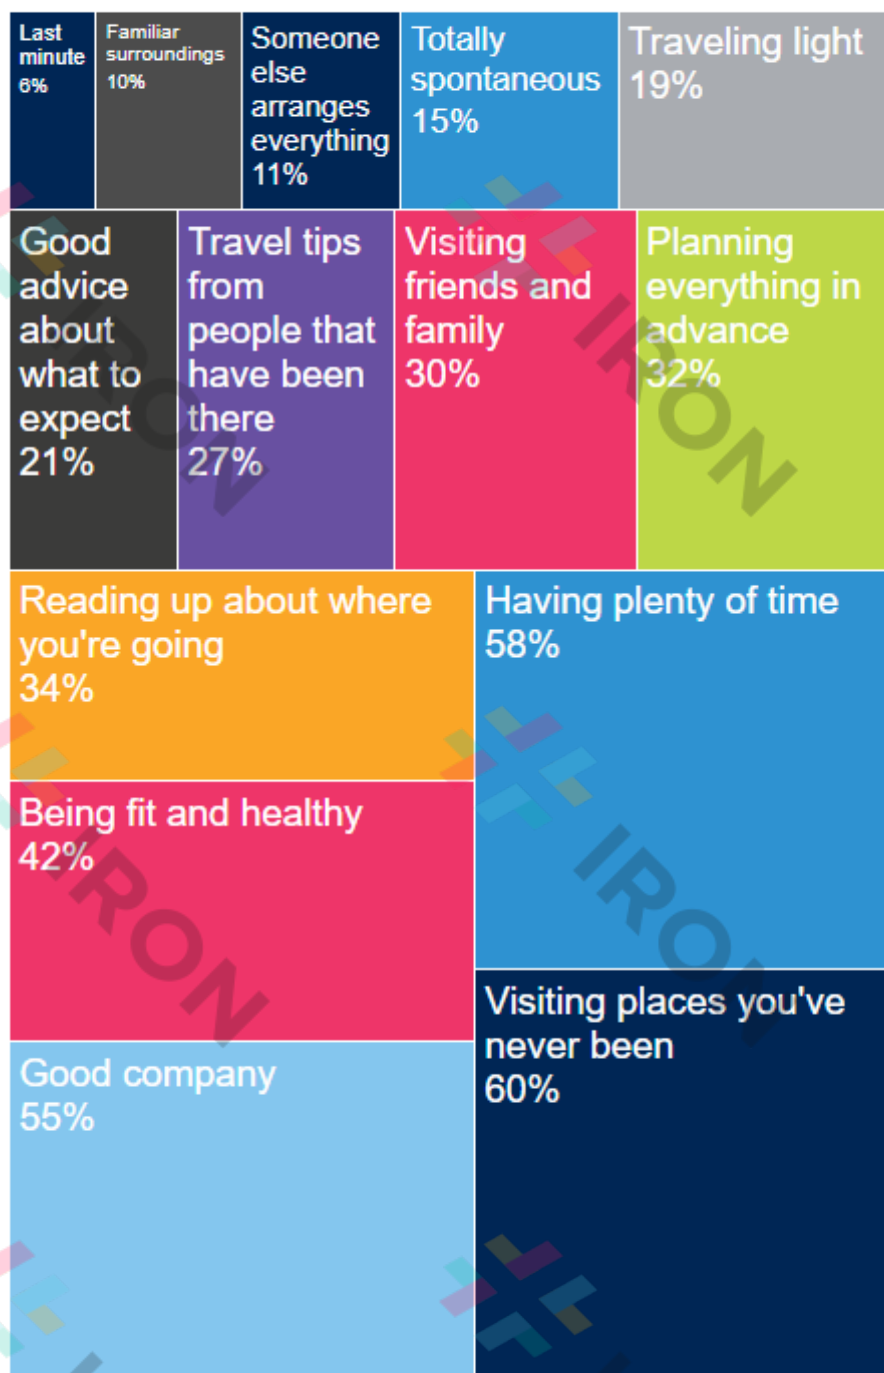 Last
minute
6%
Familiar
surroundings
10%
Someone
else
arranges
everything
11%
Totally
spontaneous
15%
Traveling light
19%
Good
advice
about
what to
expect
21%
Travel tips
from
people that
have been
there
27%
Visiting
friends and
family
30%
Planning
everything in
advance
32%
Reading up about where
you're going
34%
Having plenty of time
58%
Being fit and healthy
42%
Visiting places you've
never been
60%
Good company
55%
IRON
IRON
IRON
IRON